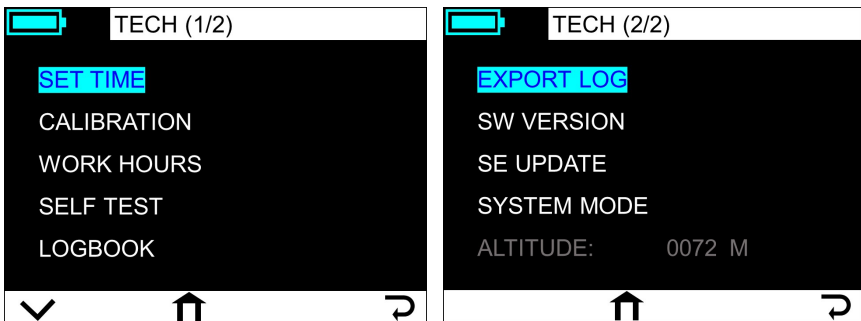 TECH (1/2)
SET TIME
CALIBRATION
WORK HOURS
SELF TEST
LOGBOOK
TECH (2/2)
EXPORT LOG
SW VERSION
SE UPDATE
SYSTEM MODE
ALTITUDE: 0072 M